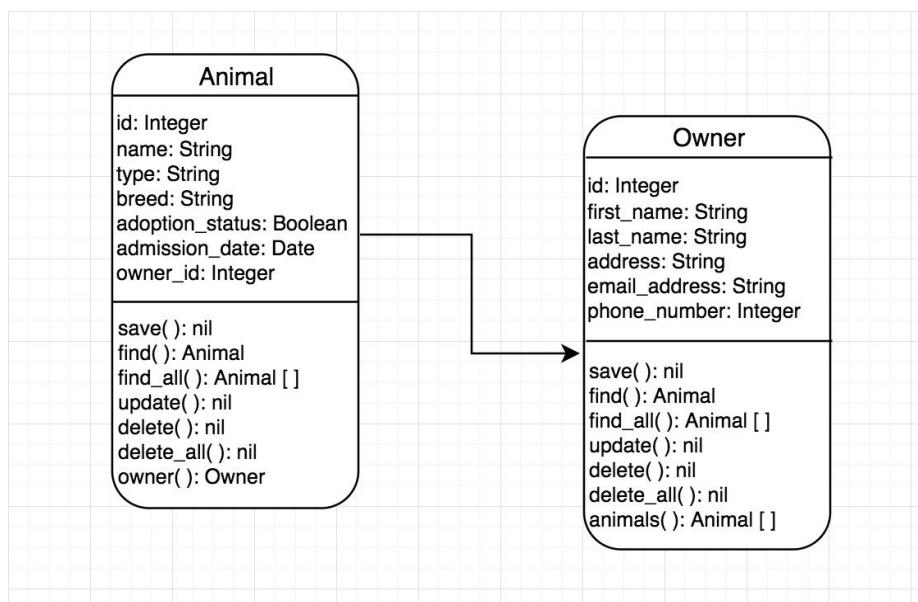 Animal
id: Integer
name: String
type: String
breed: String
adoption_status: Boolean
admission_date: Date
owner_id: Integer
save( ): nil
find( ): Animal
find_all( ): Animal [ ]
update( ): nil
delete( ): nil
delete_all( ): nil
owner( ): Owner
Owner
id: Integer
first_name: String
last_name: String
address: String
email_address: String
phone_number: Integer
save( ): nil
find( ): Animal
find_all( ): Animal [ ]
update( ): nil
delete( ): nil
delete_all( ): nil
animals( ): Animal [ ]